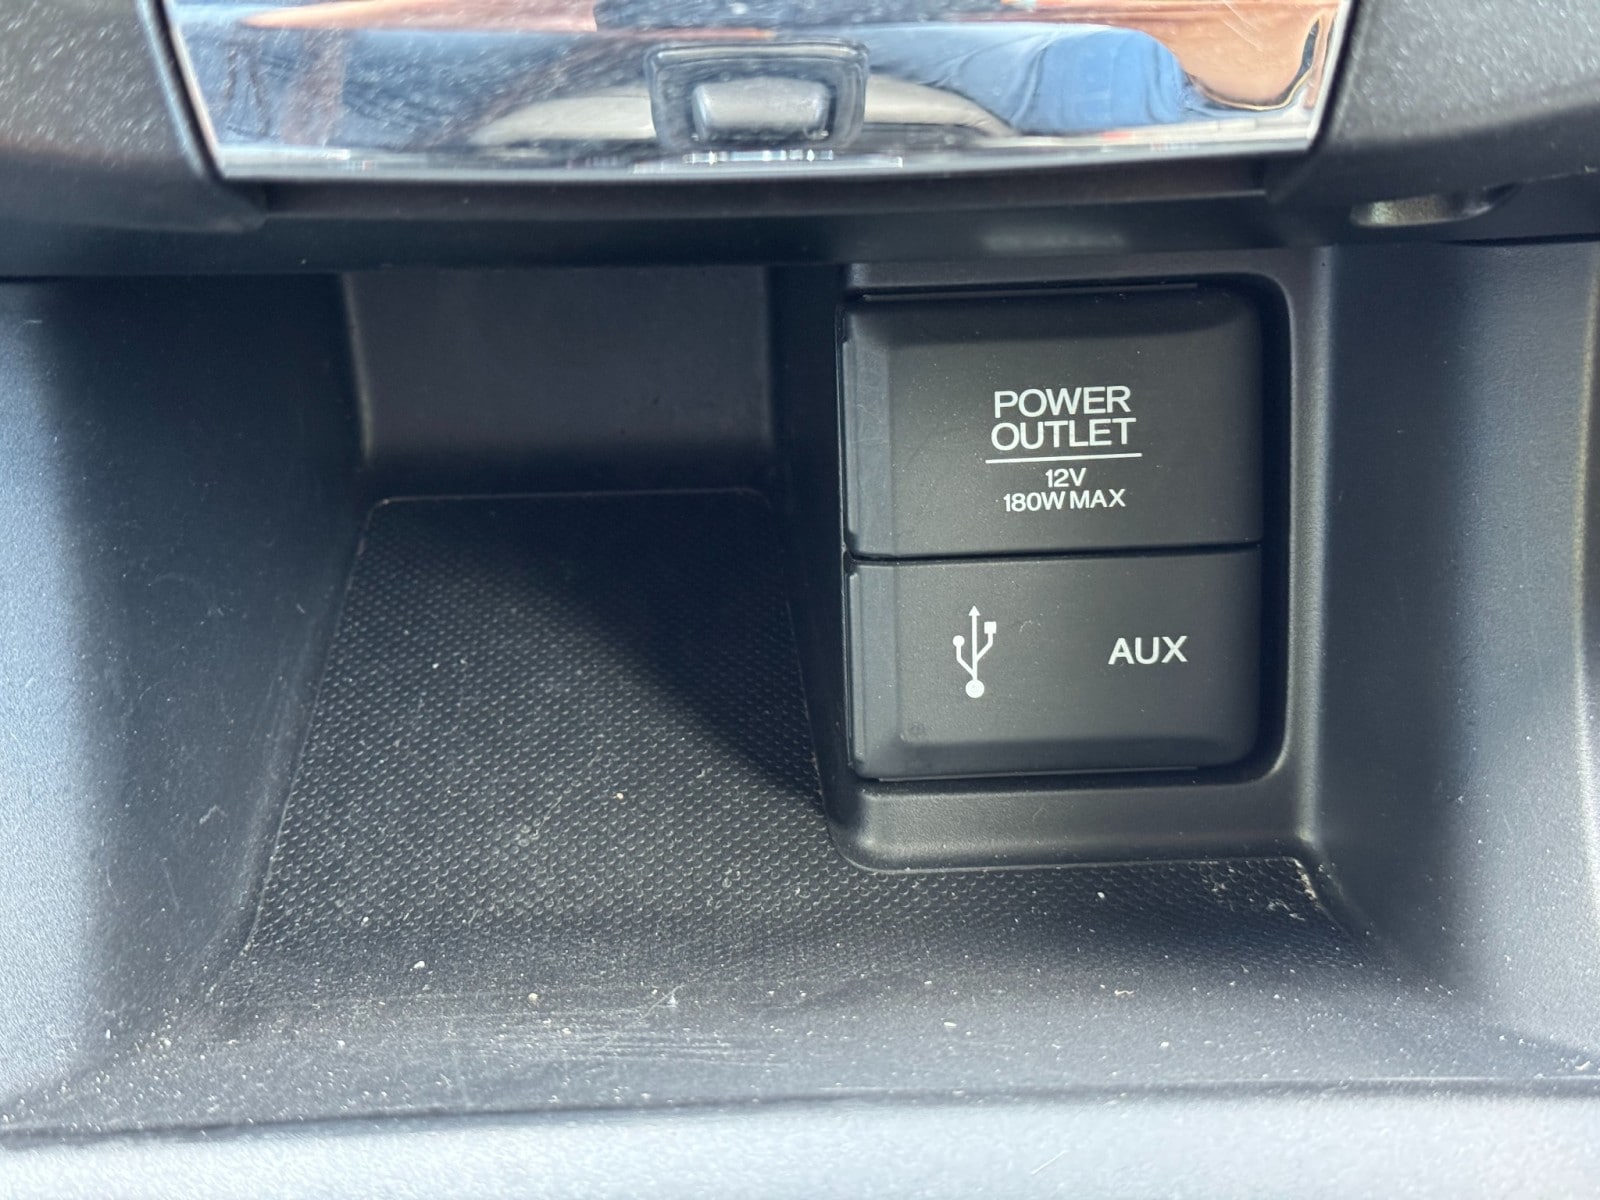 POWER
OUTLET
12V
180W MAX
AUX